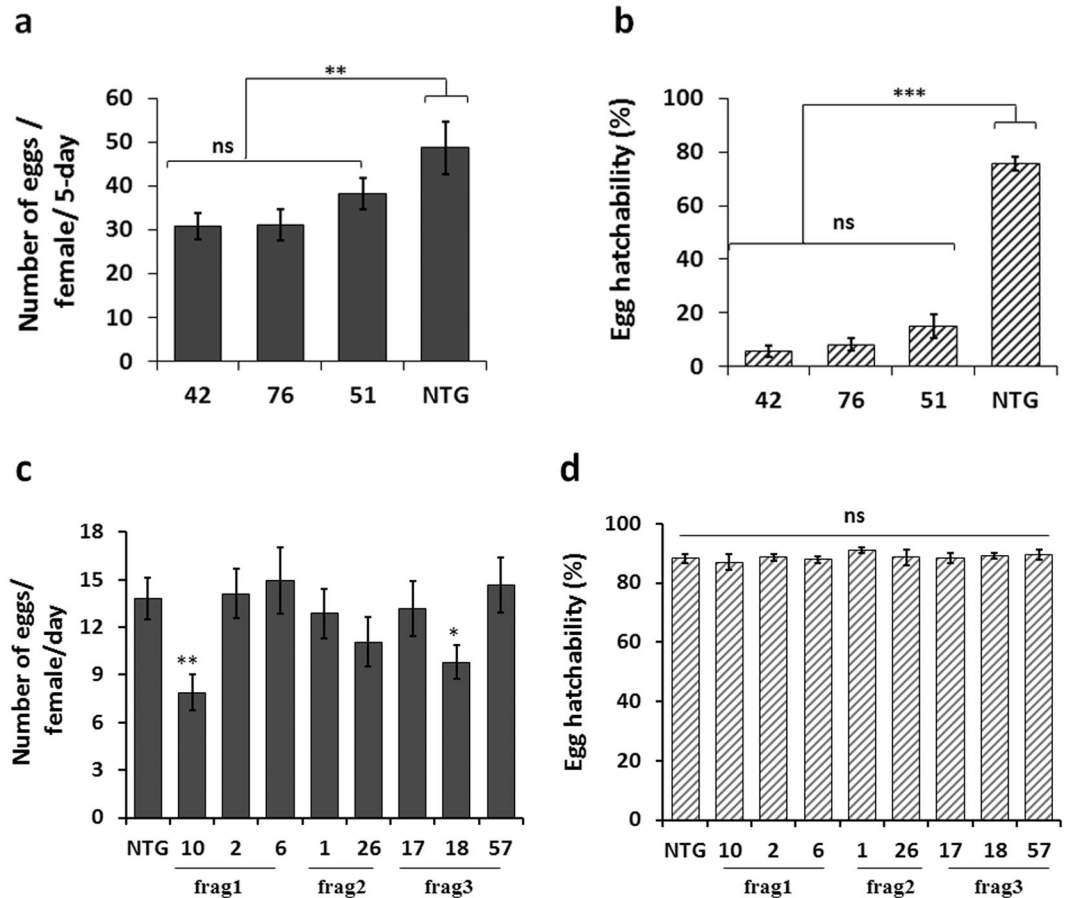 a
Number of eggs /
female/ 5-day
60
50
40
30
20
10
0
ns
**
42 76 51 NTG
b
Egg hatchability (%)
100
80
60
40
20
0
ns
***
42 76 51 NTG
c
Number of eggs/
female/day
18
15
12
9
6
3
0
**
*
NTG 10 2 6 1 26 17 18 57
frag1 frag2 frag3
d
Egg hatchability (%)
100
80
60
40
20
0
ns
NTG 10 2 6 1 26 17 18 57
frag1 frag2 frag3